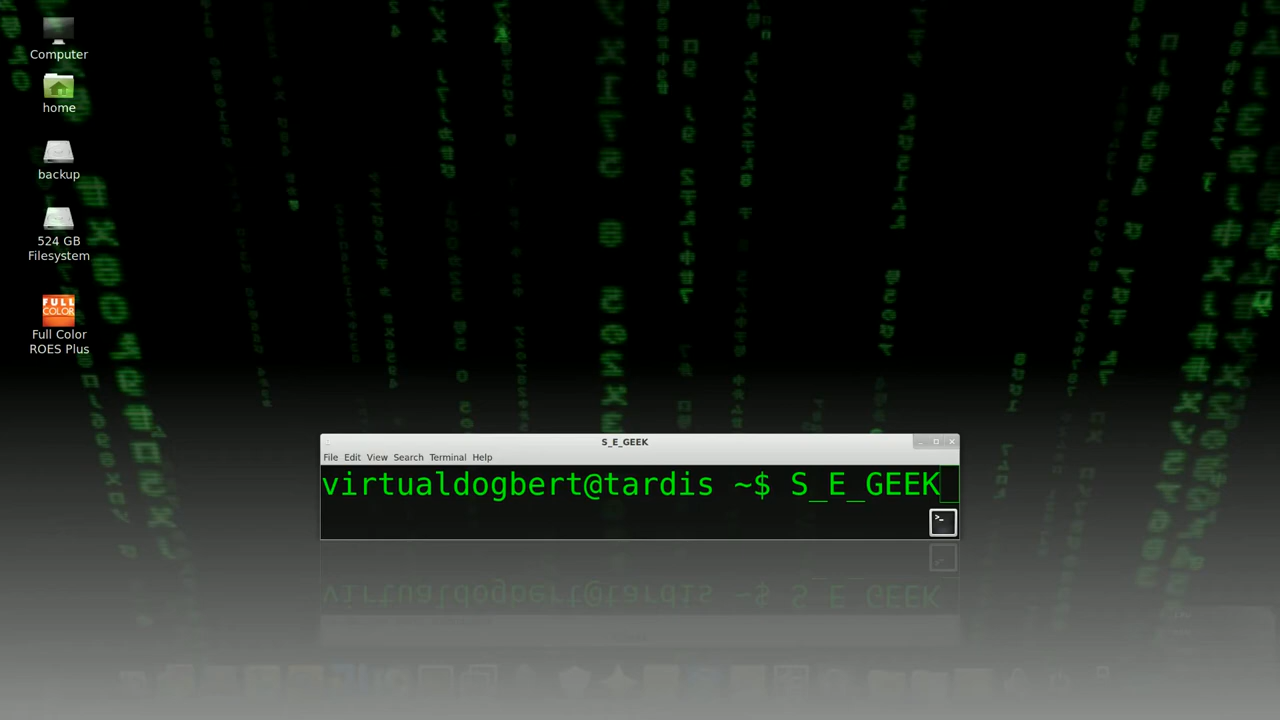 Computer
home
backup
524 GB
Filesystem
FULL
COLOR
Full Color
ROES Plus
S_E_GEEK
File Edit View Search Terminal Help
virtualdogbert@tardis ~$ S_E_GEEK
>_